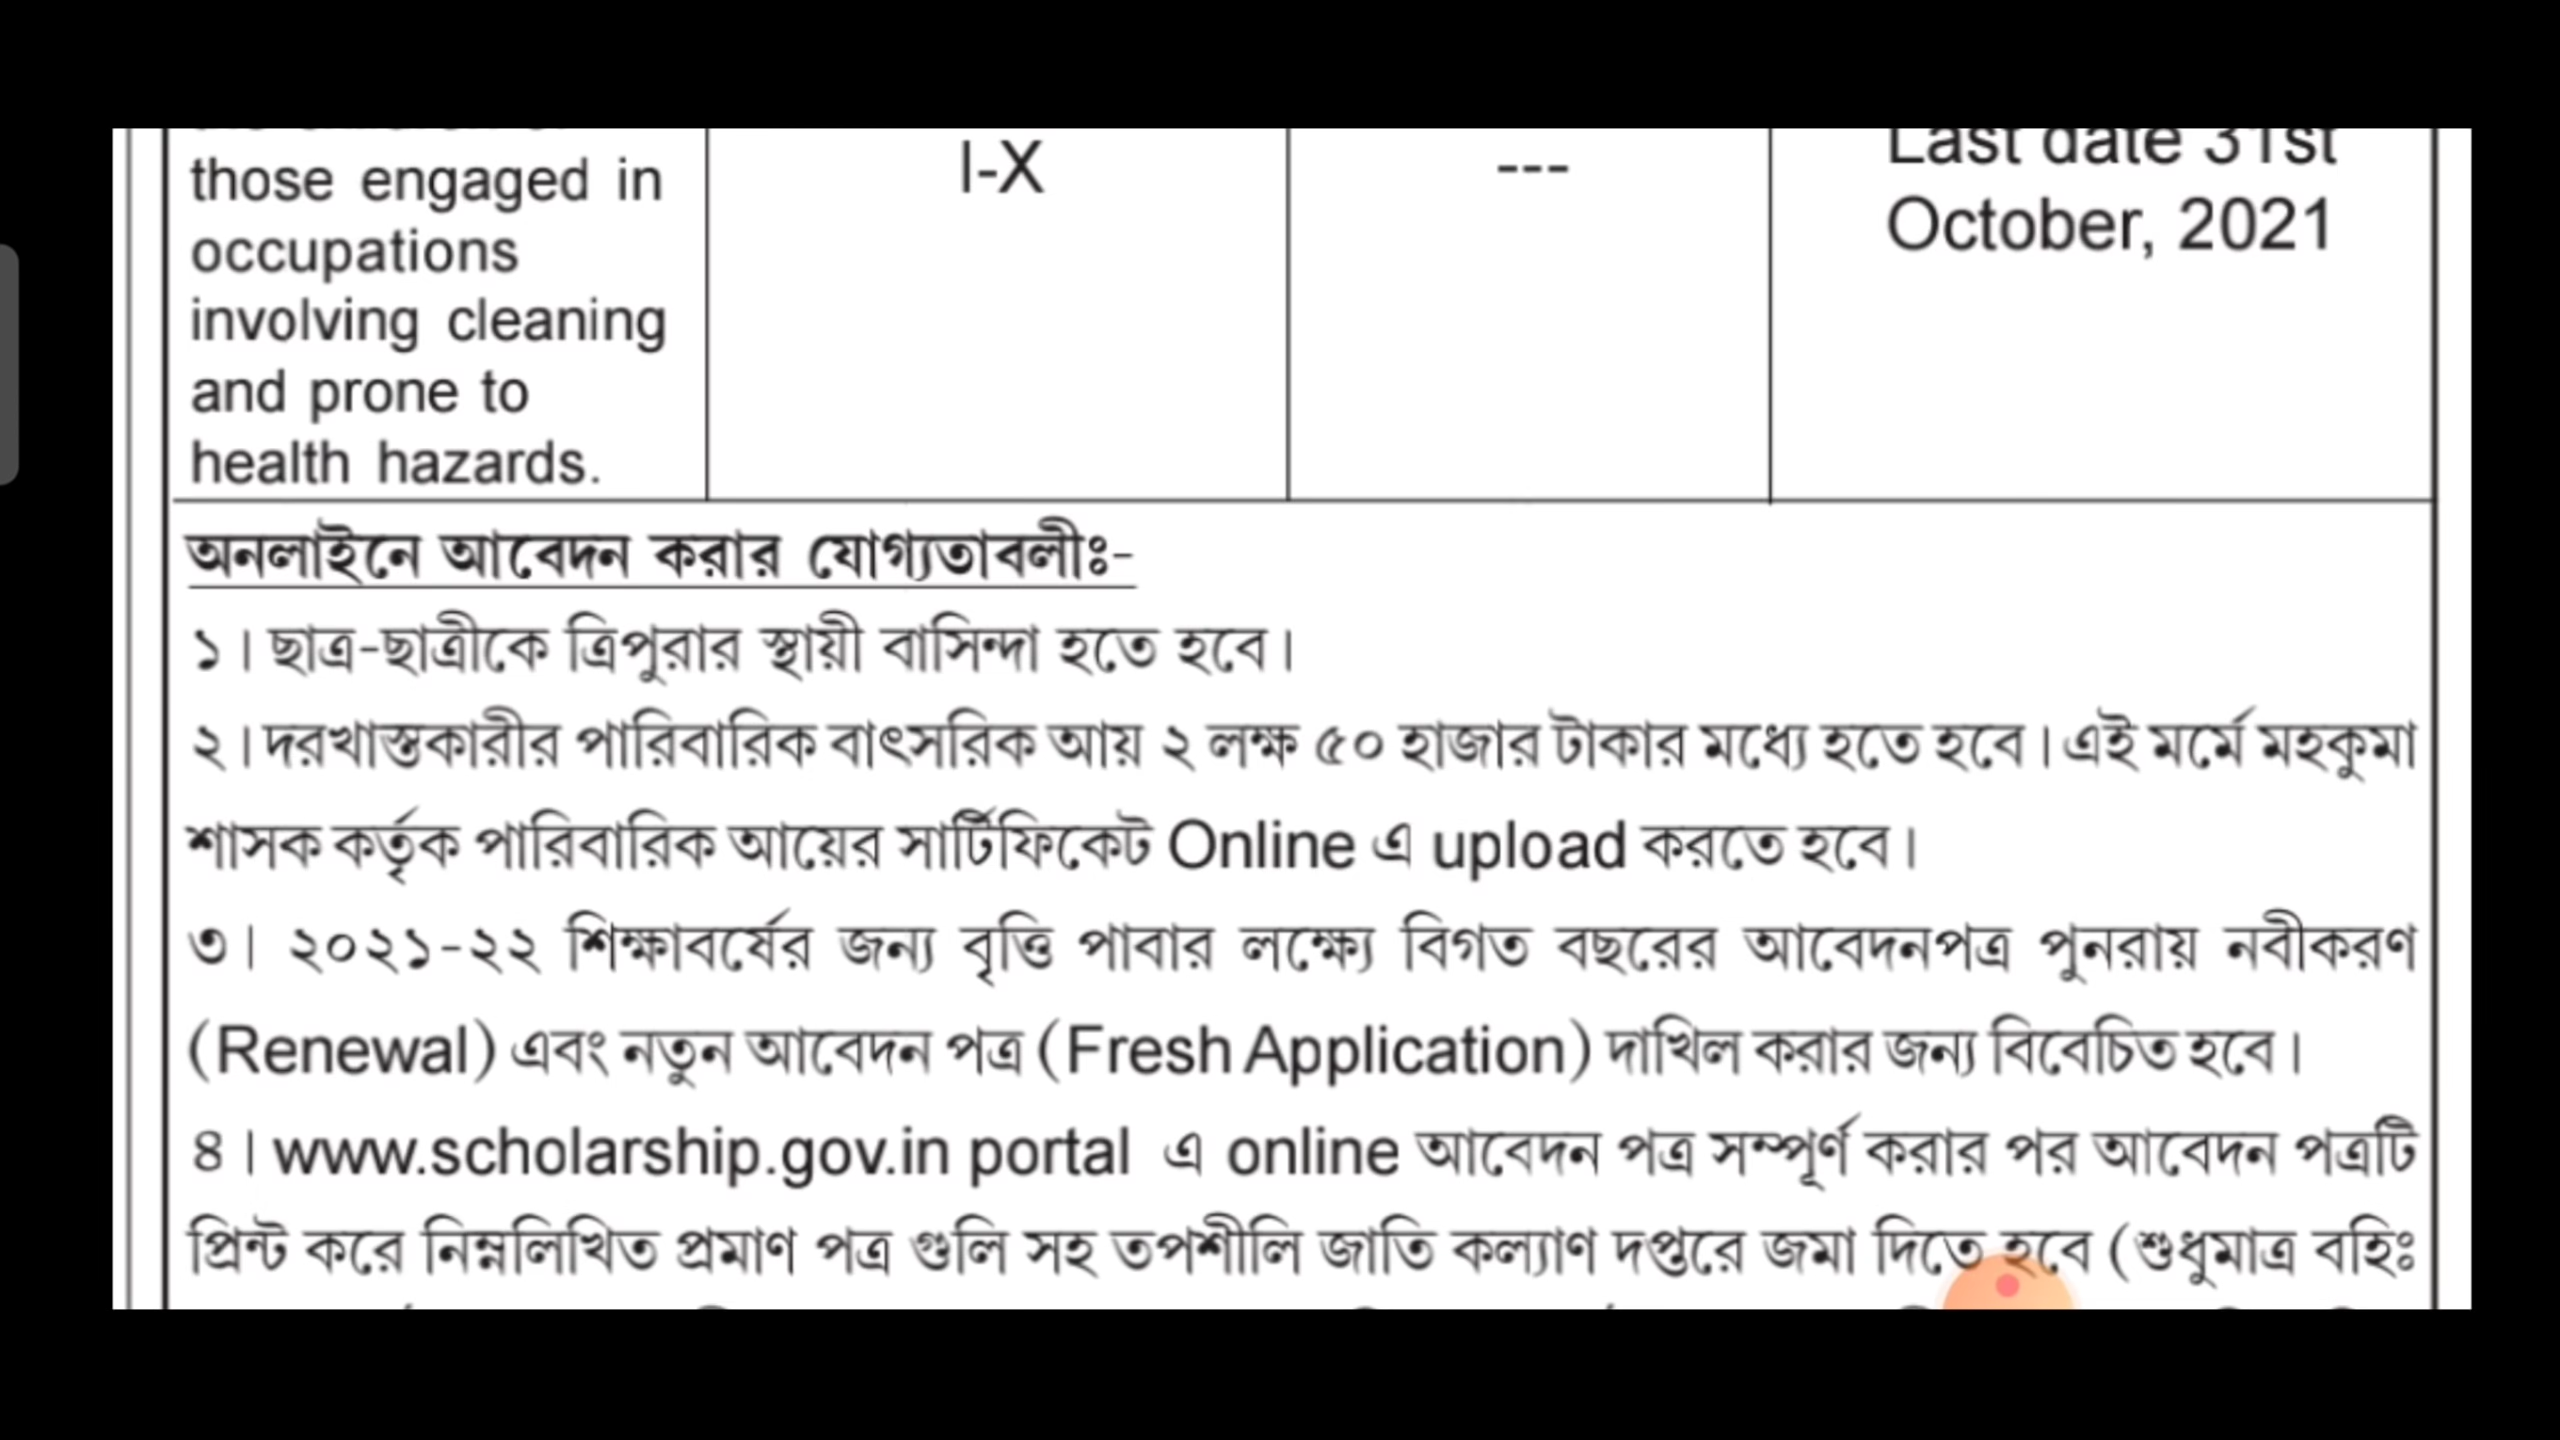 those engaged in
occupations
involving cleaning
and prone to
health hazards.
I-X
---
Last date 31st
October, 2021
অনলাইনে আবেদন করার যোগ্যতাবলীঃ-
১। ছাত্র-ছাত্রীকে ত্রিপুরার স্থায়ী বাসিন্দা হতে হবে।
২। দরখাস্তকারীর পারিবারিক বাৎসরিক আয় ২ লক্ষ ৫০ হাজার টাকার মধ্যে হতে হবে। এই মর্মে মহকুমা
শাসক কর্তৃক পারিবারিক আয়ের সার্টিফিকেট Online এ upload করতে হবে।
৩। ২০২১-২২ শিক্ষাবর্ষের জন্য বৃত্তি পাবার লক্ষ্যে বিগত বছরের আবেদনপত্র পুনরায় নবীকরণ
(Renewal) এবং নতুন আবেদন পত্র (Fresh Application) দাখিল করার জন্য বিবেচিত হবে।
৪। www.scholarship.gov.in portal এ online আবেদন পত্র সম্পূর্ণ করার পর আবেদন পত্রটি
প্রিন্ট করে নিম্নলিখিত প্রমাণ পত্র গুলি সহ তপশীলি জাতি কল্যাণ দপ্তরে জমা দিতে হবে (শুধুমাত্র বহিঃ